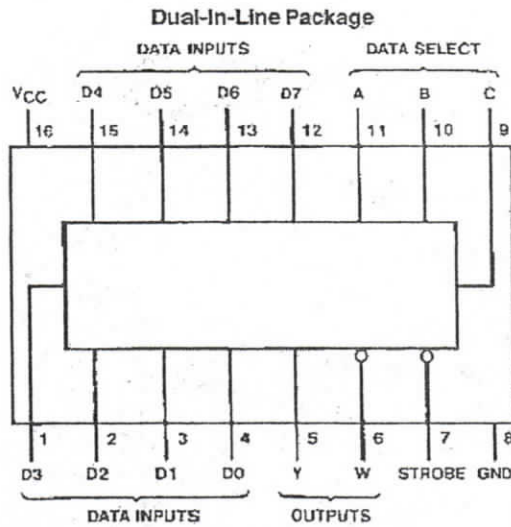 Dual-In-Line Package
DATA INPUTS DATA SELECT
VCC D4 D5 D6 D7 A B C
16 15 14 13 12 11 10 9
1 2 3 4 5 6 7 8
D3 D2 D1 D0 Y W STROBE GND
DATA INPUTS OUTPUTS